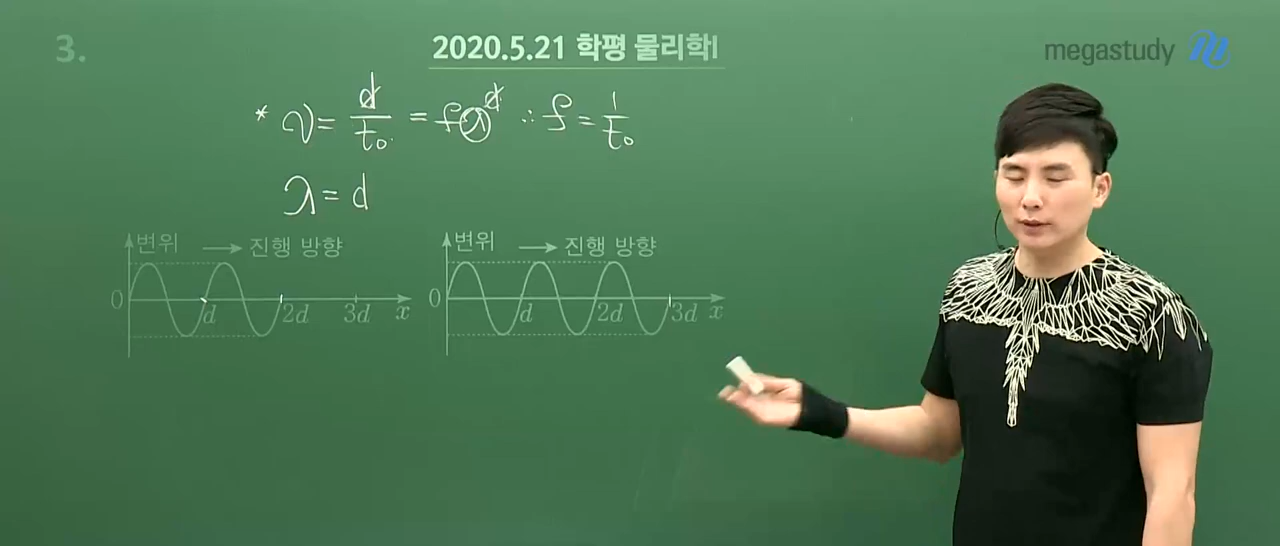 3.
2020.5.21 학평 물리학I
megastudy
* v = d/t₀ = fλ d ∴ f = 1/t₀
λ = d
변위 → 진행 방향
0 d 2d 3d x
변위 → 진행 방향
0 d 2d 3d x